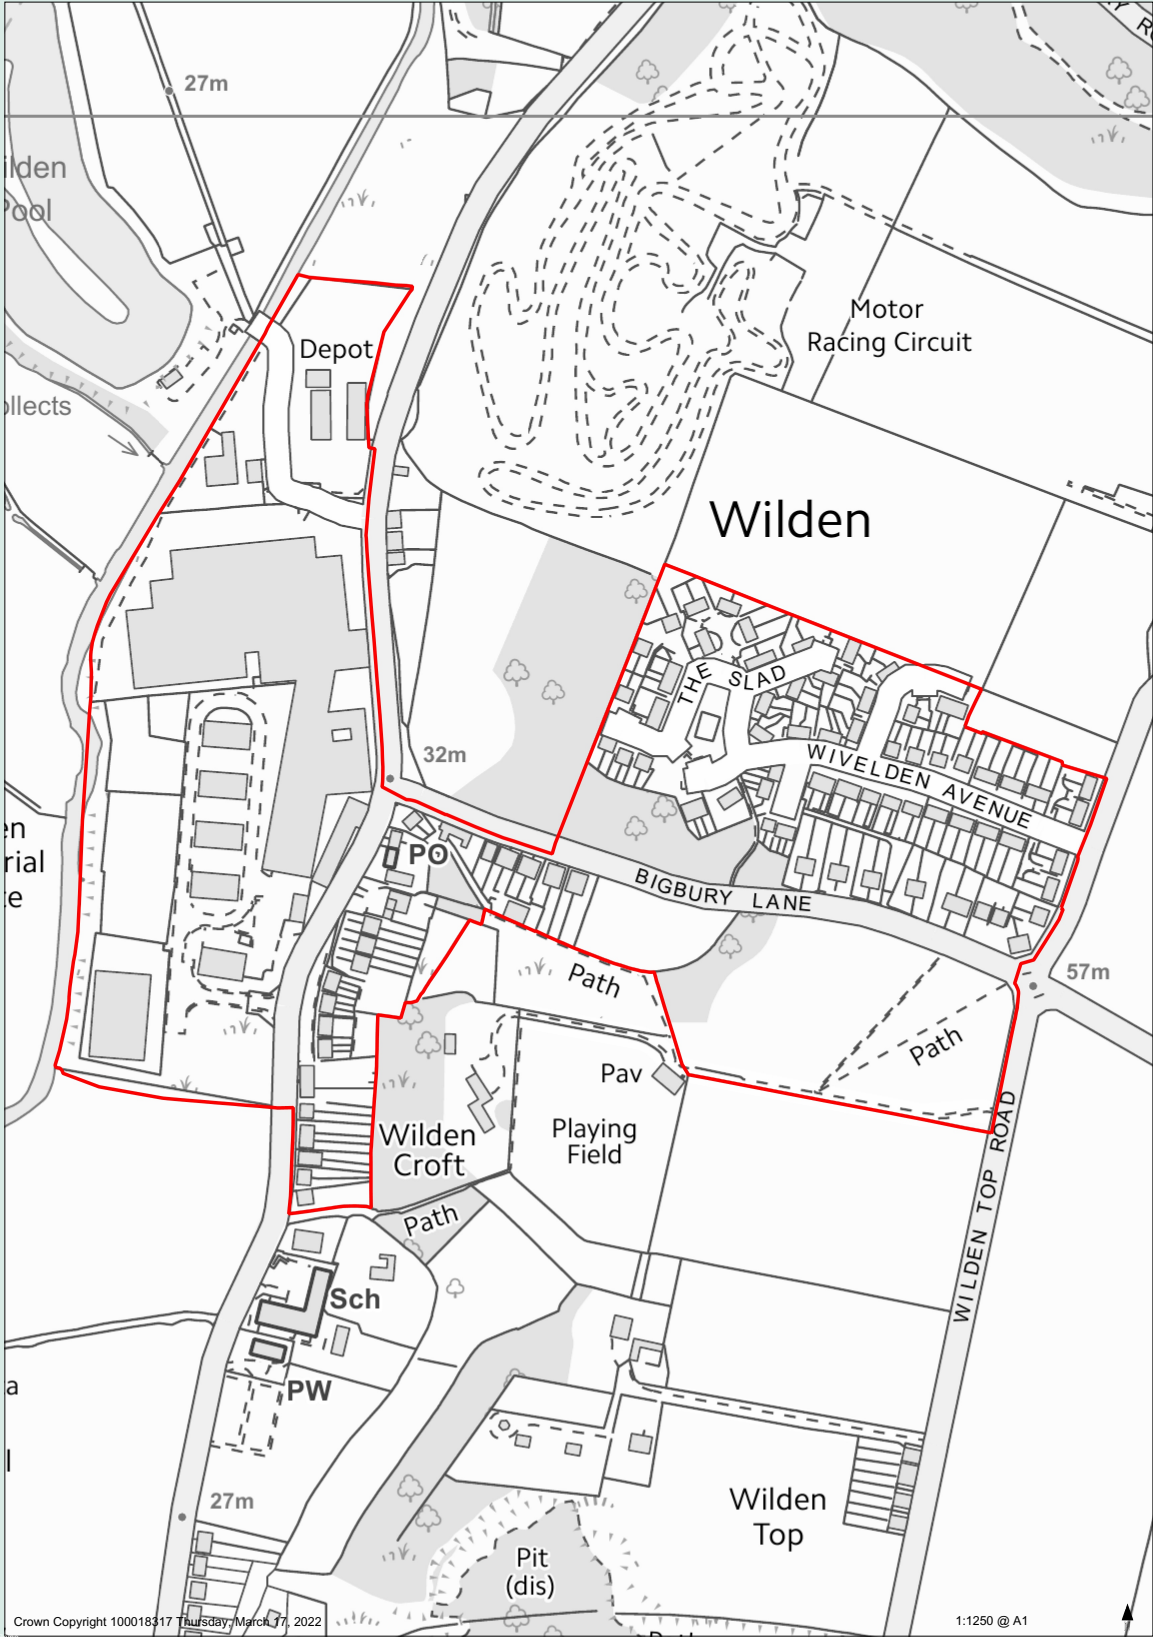 27m
ilden
Pool
Motor
Racing Circuit
Depot
ollects
Wilden
THE SLAD
32m
WIVELDEN AVENUE
en
rial
PO
BIGBURY LANE
57m
Path
Path
Pav
Playing
Field
Wilden
Croft
WILDEN TOP ROAD
Path
Sch
PW
a
l
27m
Wilden
Top
Pit
(dis)
Crown Copyright 100018317 Thursday, March 17, 2022
1:1250 @ A1